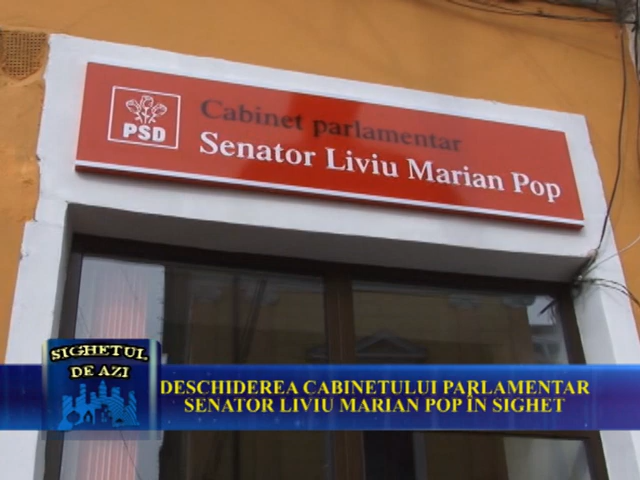 PSD
Cabinet parlamentar
Senator Liviu Marian Pop
SIGHETUL
DE AZI
DESCHIDEREA CABINETULUI PARLAMENTAR
SENATOR LIVIU MARIAN POP ÎN SIGHET